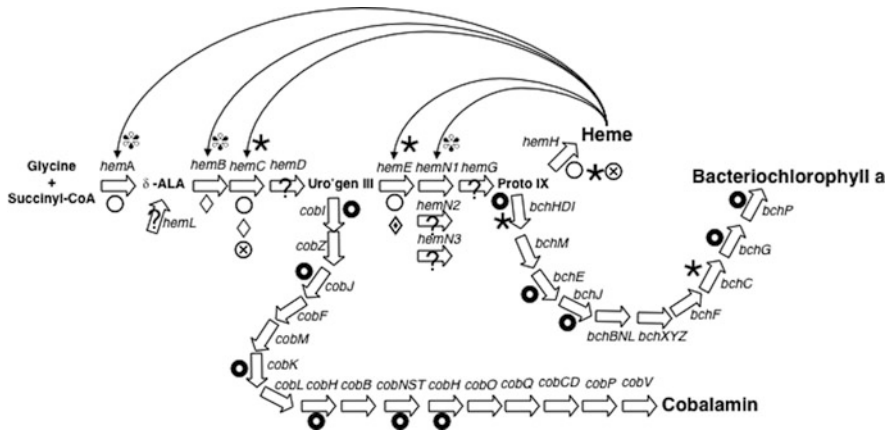 Heme
hemH
hemA
hemB
hemC
hemD
hemE
hemN1
hemG
Glycine
+
Succinyl-CoA
δ-ALA
Uro'gen III
Proto IX
Bacteriochlorophyll a
?
?
?
hemL
hemN2
?
hemN3
?
bchHDI
bchM
bchE
bchJ
bchBNL
bchXYZ
bchF
bchC
bchG
bchP
cobI
cobZ
cobJ
cobF
cobM
cobK
cobL
cobH
cobB
cobNST
cobH
cobO
cobQ
cobCD
cobP
cobV
Cobalamin